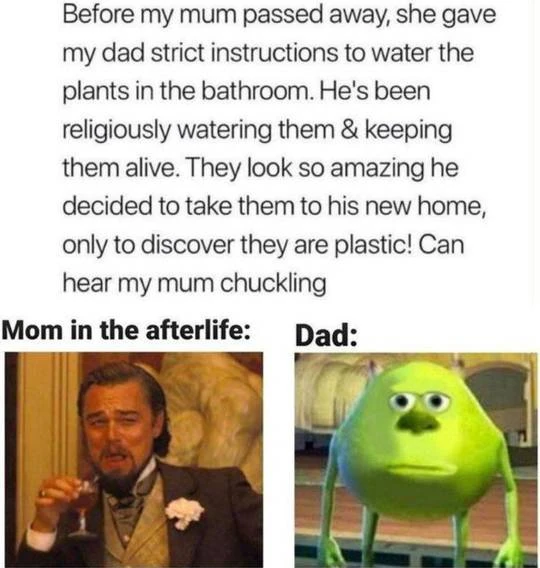 Before my mum passed away, she gave
my dad strict instructions to water the
plants in the bathroom. He's been
religiously watering them & keeping
them alive. They look so amazing he
decided to take them to his new home,
only to discover they are plastic! Can
hear my mum chuckling
Mom in the afterlife:
Dad: